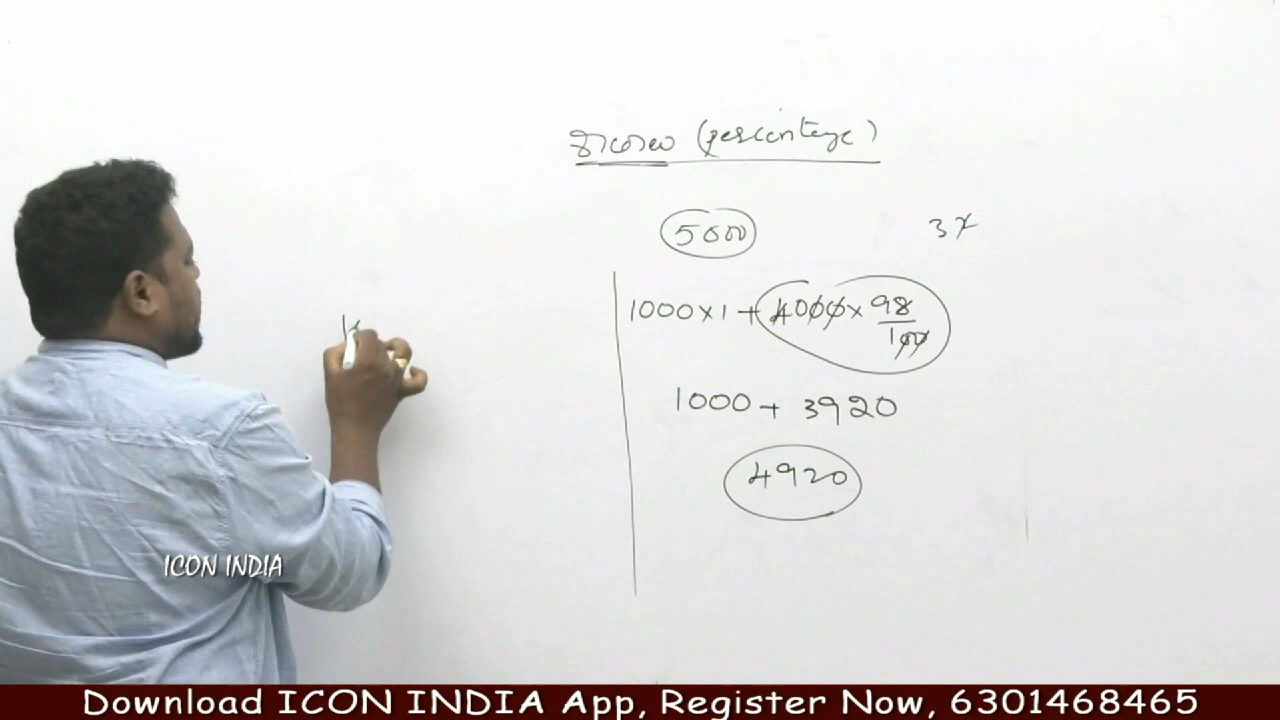 శాతాలు (percentage)
5000
3x
1000×1 + 4000 × 98/100
1000 + 3920
4920
ICON INDIA
Download ICON INDIA App, Register Now, 6301468465